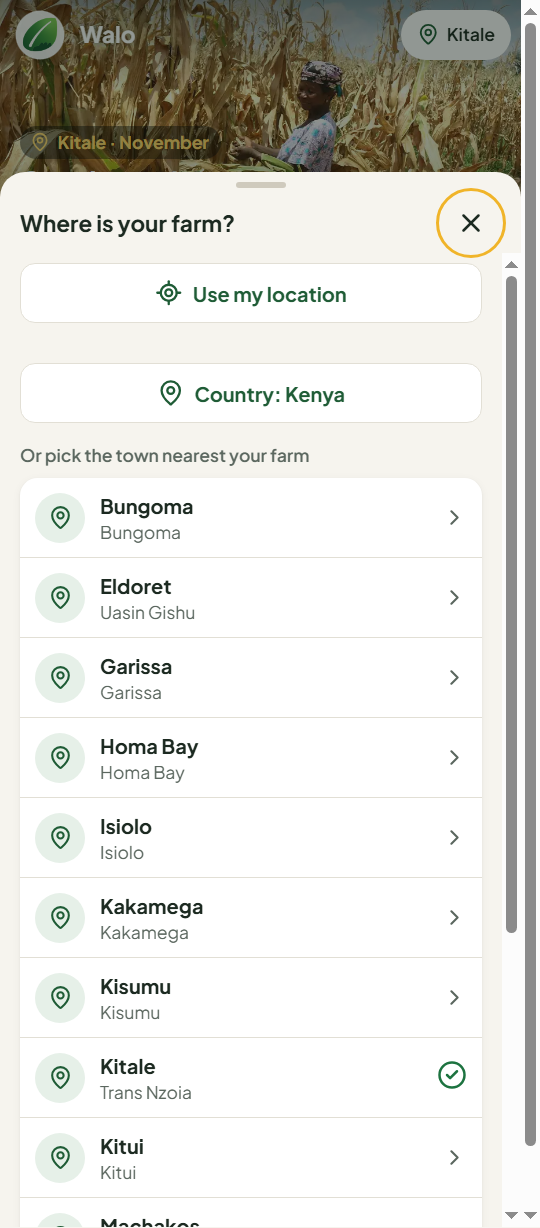 Walo
Kitale
Kitale · November
Where is your farm?
Use my location
Country: Kenya
Or pick the town nearest your farm
Bungoma
Bungoma
Eldoret
Uasin Gishu
Garissa
Garissa
Homa Bay
Homa Bay
Isiolo
Isiolo
Kakamega
Kakamega
Kisumu
Kisumu
Kitale
Trans Nzoia
Kitui
Kitui
Machakos